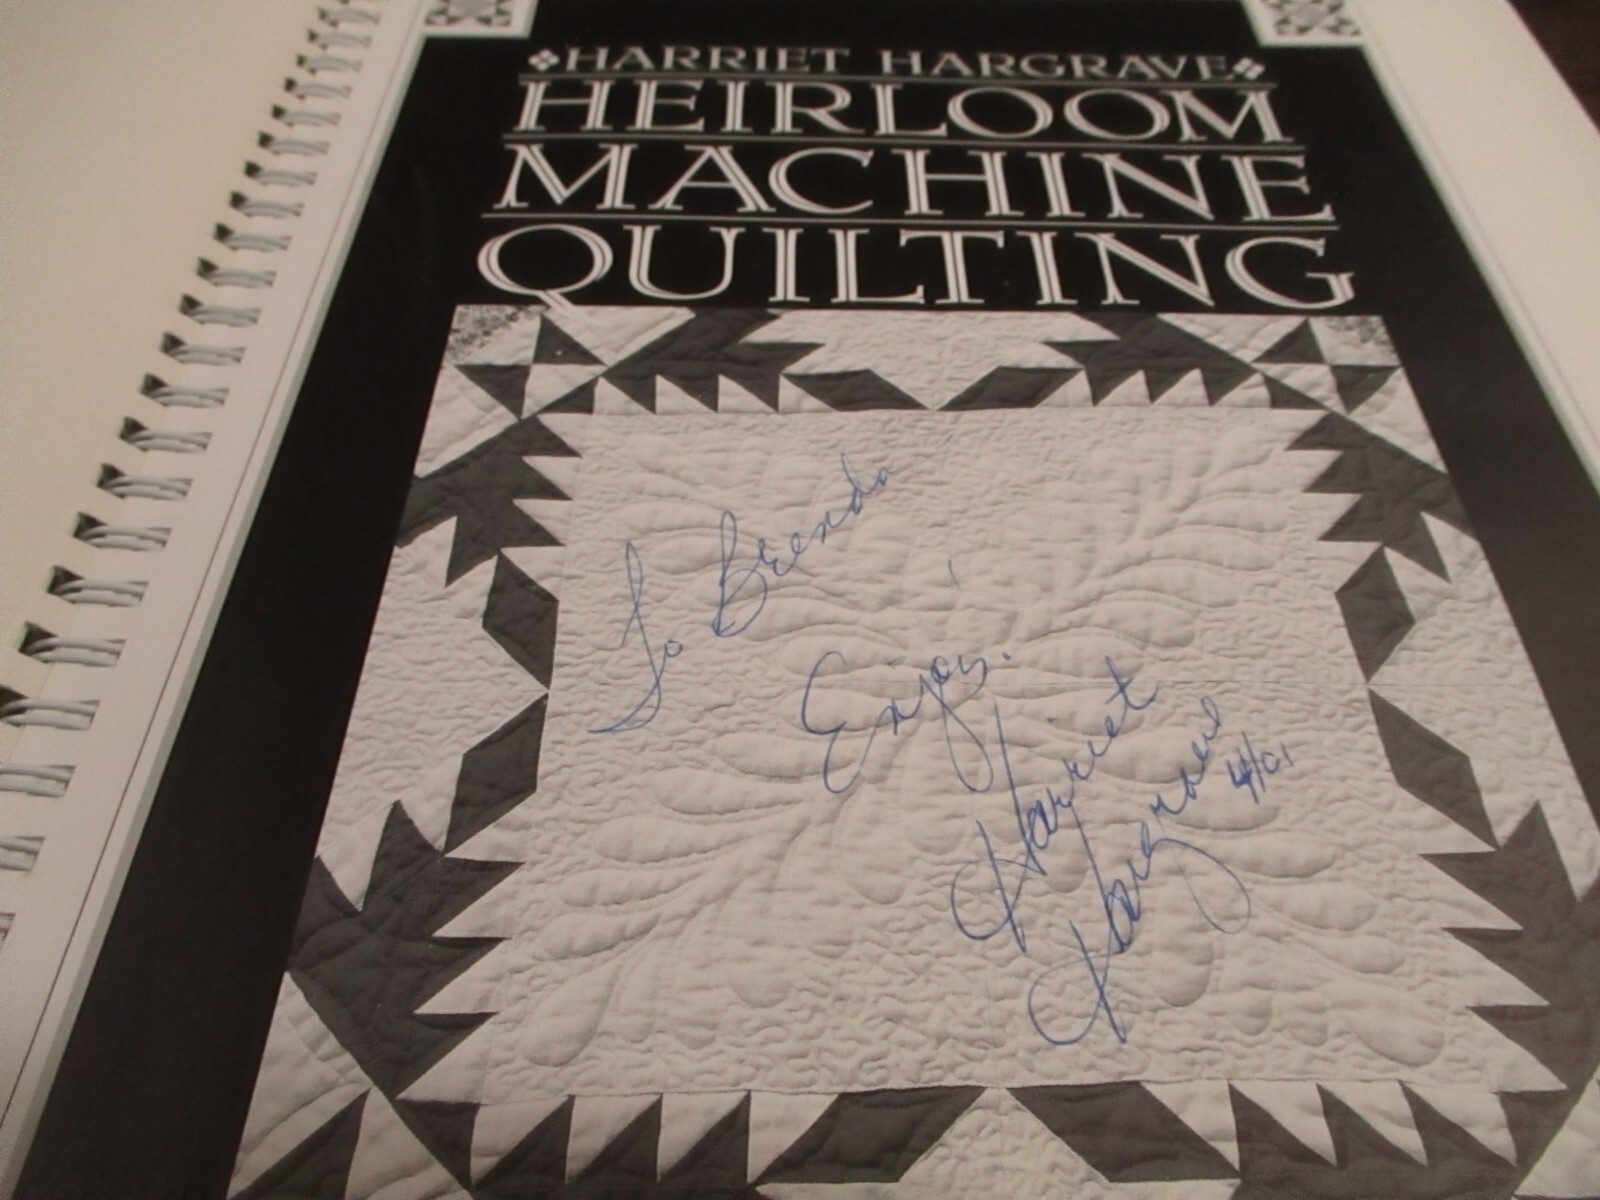 HARRIET HARGRAVE
HEIRLOOM
MACHINE
QUILTING
To Brenda
Enjoy!
Harriet
Hargrave
4/01